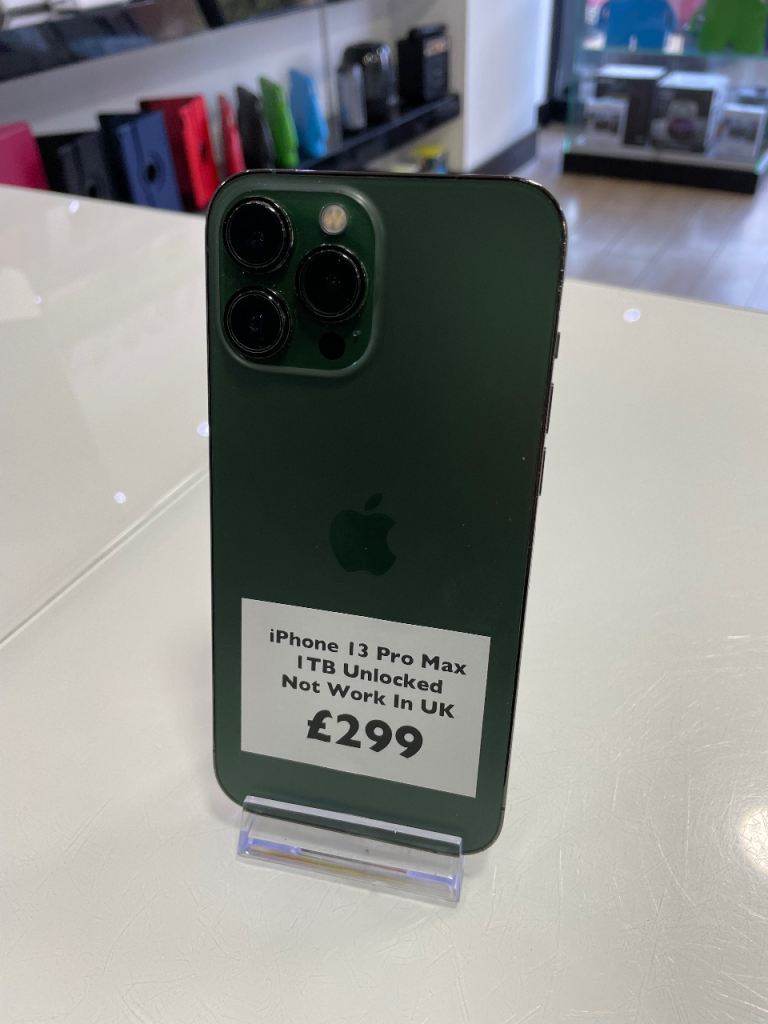 iPhone 13 Pro Max
1TB Unlocked
Not Work In UK
£299